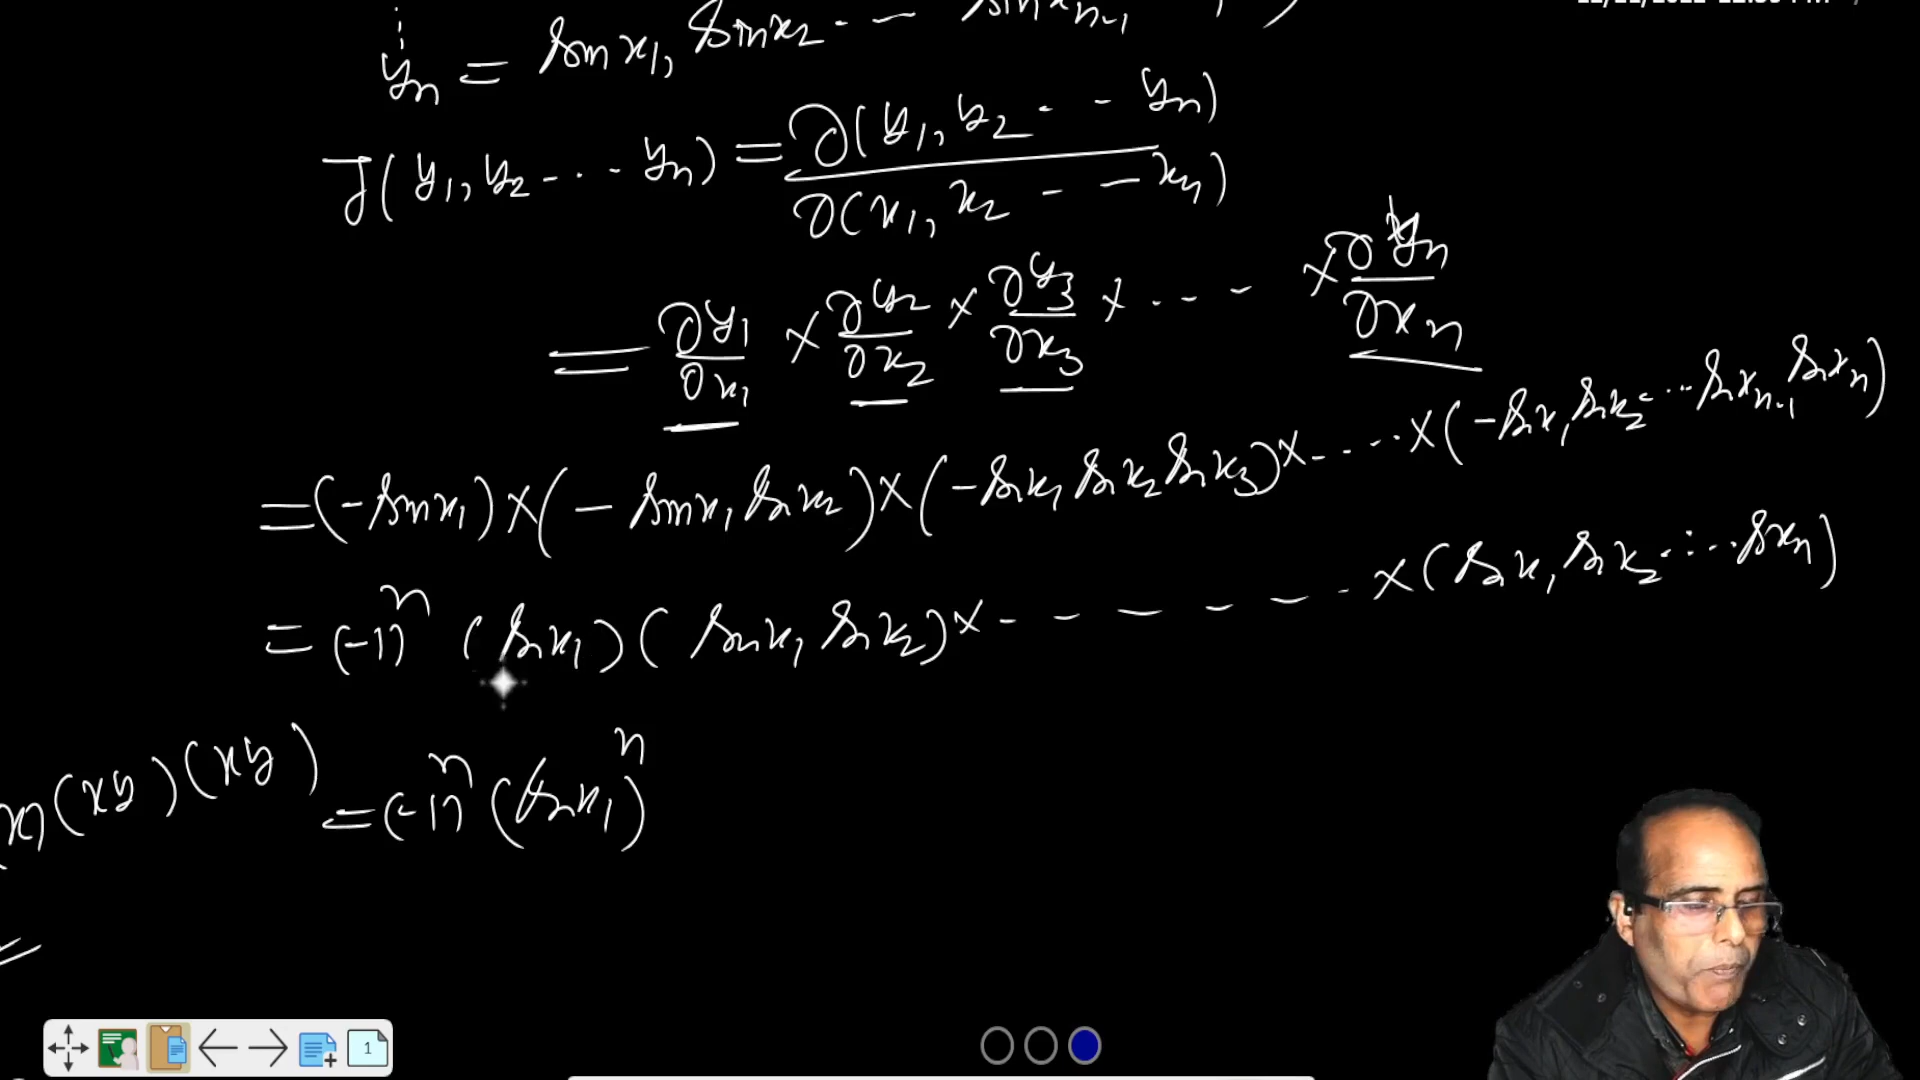 yₙ = sin x₁, sin x₂ - - sin xₙ₋₁
J(y₁, y₂ - - - yₙ) = ∂(y₁, y₂ - - yₙ) / ∂(x₁, x₂ - - xₙ)
= ∂y₁/∂x₁ × ∂y₂/∂x₂ × ∂y₃/∂x₃ × - - - × ∂yₙ/∂xₙ
= (-sin x₁) × (- sin x₁ sin x₂) × (- sin x₁ sin x₂ sin x₃) × - - - × (- sin x₁ sin x₂ - - - sin xₙ₋₁ sin xₙ)
= (-1)ⁿ (sin x₁) ( sin x₁ sin x₂) × - - - - - - × (sin x₁ sin x₂ - - - sin xₙ)
(xy)(xy) = (-1)ⁿ (sin x₁)ⁿ
1